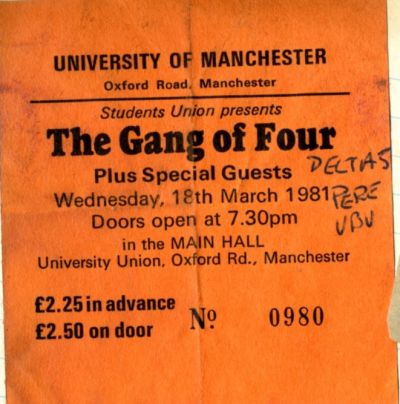 UNIVERSITY OF MANCHESTER
Oxford Road, Manchester
Students Union presents
The Gang of Four
Plus Special Guests DELTA 5
Wednesday, 18th March 1981 PERE
Doors open at 7.30pm UBU
in the MAIN HALL
University Union, Oxford Rd., Manchester
£2.25 in advance
£2.50 on door
Nº 0980